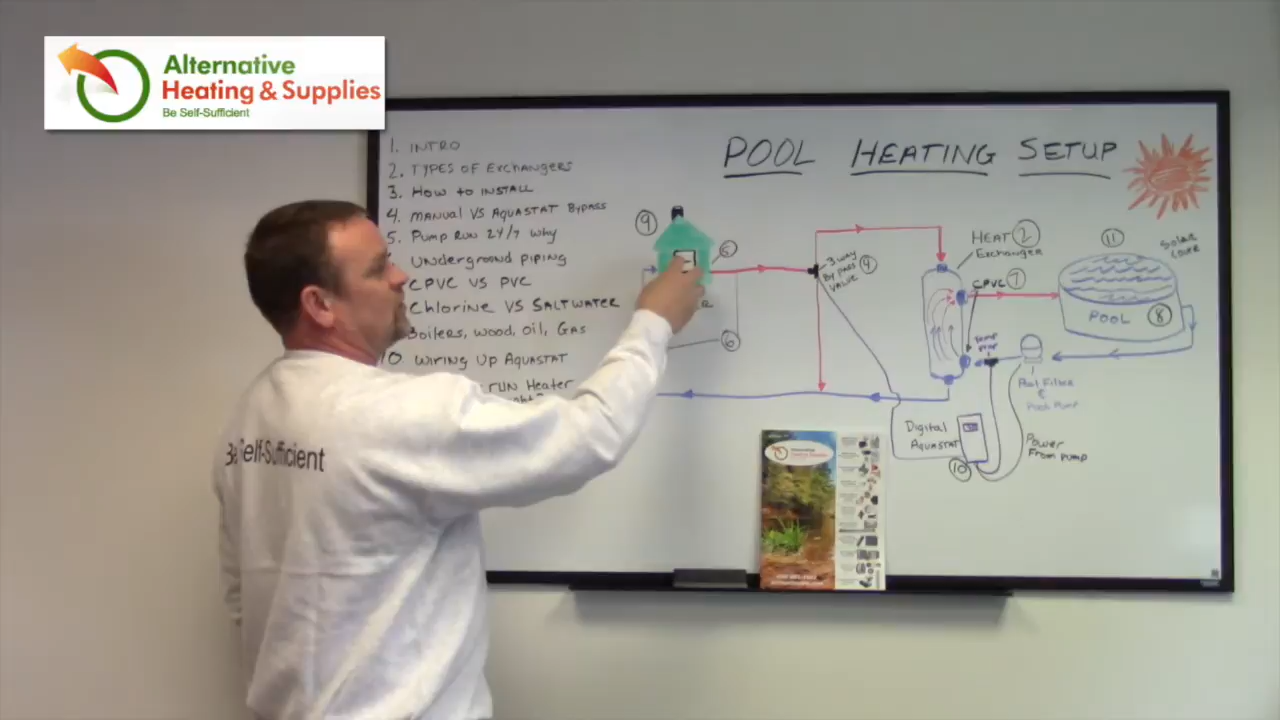 Alternative
Heating & Supplies
Be Self-Sufficient
POOL HEATING SETUP
1. INTRO
2. TYPES OF EXCHANGERS
3. HOW TO INSTALL
4. MANUAL VS AQUASTAT BYPASS
5. PUMP RUN 24/7 WHY
Underground piping
CPVC VS PVC
Chlorine VS SALTWATER
Boilers, wood, oil, Gas
10 WIRING UP AQUASTAT
RUN Heater
9
5
6
3 way
BY PASS
VALVE
4
HEAT 2
Exchanger
CPVC 7
11
Solar
cover
POOL 8
Pool Filter
&
Pool Pump
Digital
Aquastat
10
Power
From pump
Be Self-Sufficient
Alternative